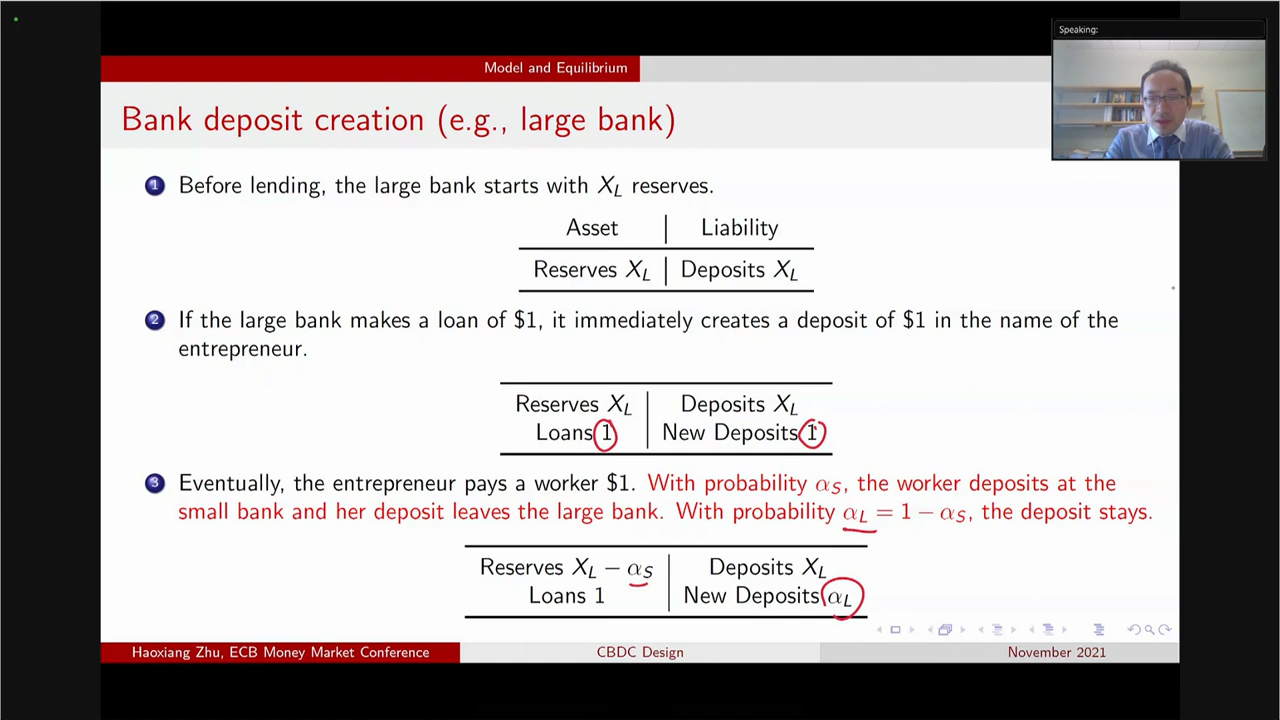 Speaking:
Model and Equilibrium
Bank deposit creation (e.g., large bank)
1 Before lending, the large bank starts with X_L reserves.
Asset | Liability
Reserves X_L | Deposits X_L
2 If the large bank makes a loan of $1, it immediately creates a deposit of $1 in the name of the
entrepreneur.
Reserves X_L | Deposits X_L
Loans 1 | New Deposits 1
3 Eventually, the entrepreneur pays a worker $1. With probability α_S, the worker deposits at the
small bank and her deposit leaves the large bank. With probability α_L = 1 − α_S, the deposit stays.
Reserves X_L − α_S | Deposits X_L
Loans 1 | New Deposits α_L
Haoxiang Zhu, ECB Money Market Conference CBDC Design November 2021